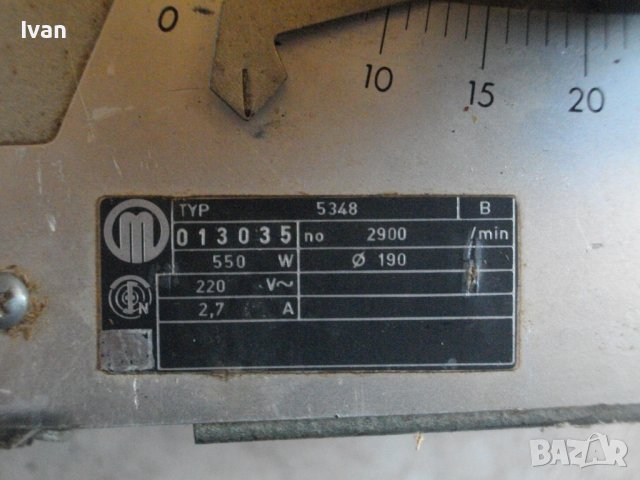 Ivan
0
10 15 20
TYP 5348 B
013035 no 2900 /min
550 W Ø 190
220 V~
2,7 A
N
BAZAR